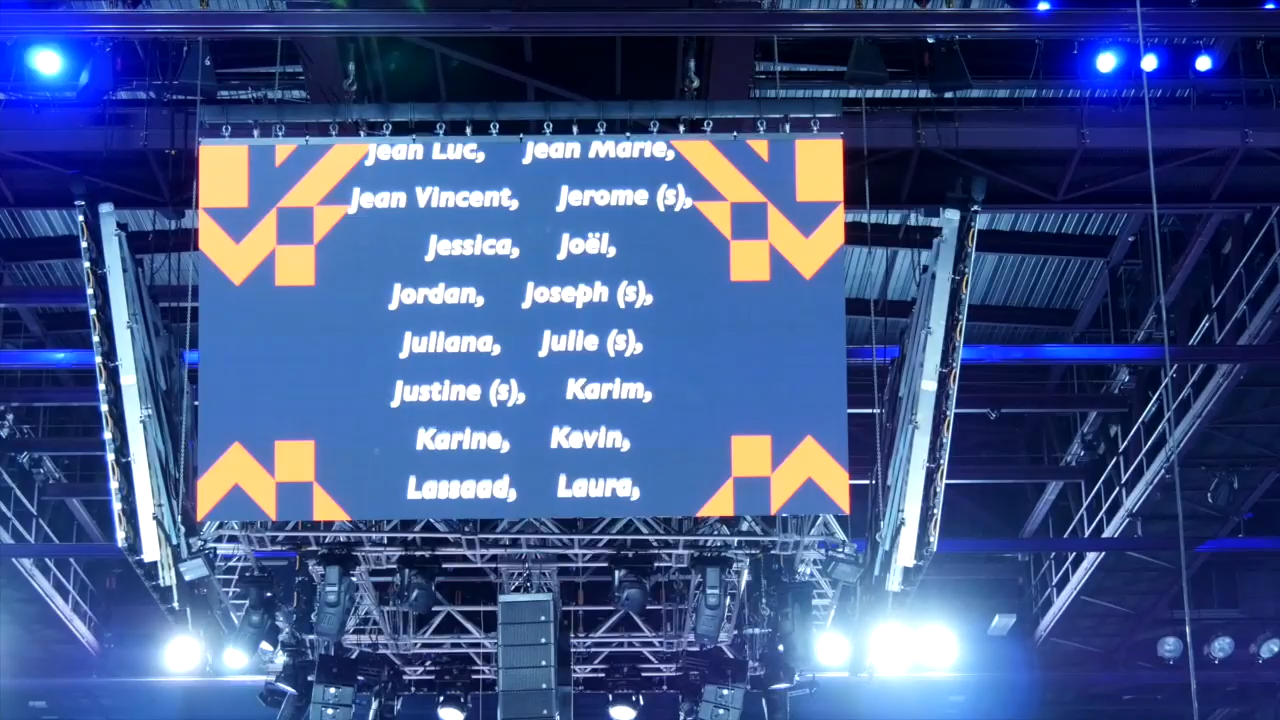 Jean Luc, Jean Marie,
Jean Vincent, Jerome (s),
Jessica, Joël,
Jordan, Joseph (s),
Juliana, Julie (s),
Justine (s), Karim,
Karine, Kevin,
Lassaad, Laura,